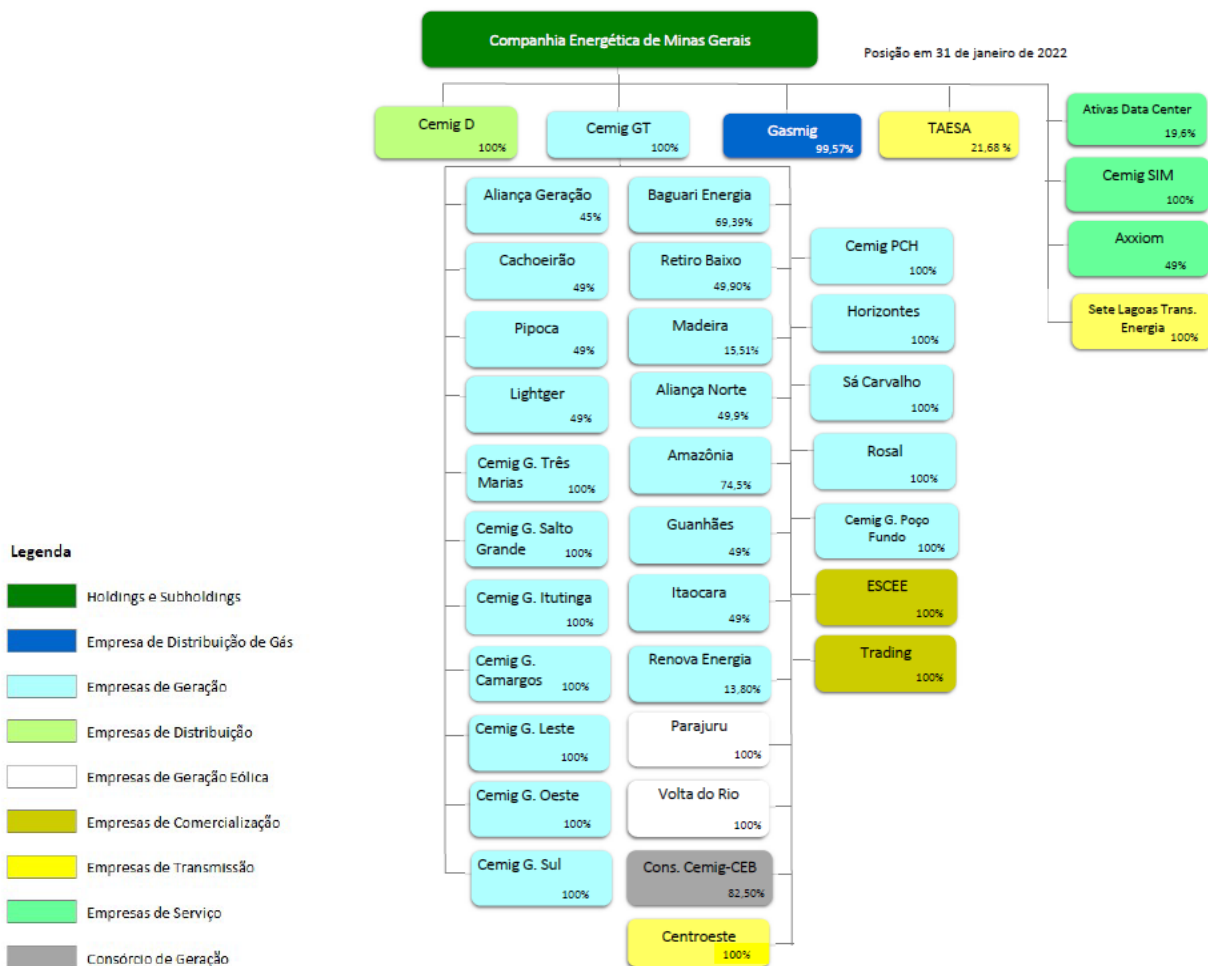 Companhia Energética de Minas Gerais
Posição em 31 de janeiro de 2022
Cemig D
100%
Cemig GT
100%
Gasmig
99,57%
TAESA
21,68 %
Ativas Data Center
19,6%
Cemig SIM
100%
Axxiom
49%
Sete Lagoas Trans.
Energia
100%
Aliança Geração
45%
Cachoeirão
49%
Pipoca
49%
Lightger
49%
Cemig G. Três
Marias
100%
Cemig G. Salto
Grande
100%
Cemig G. Itutinga
100%
Cemig G.
Camargos
100%
Cemig G. Leste
100%
Cemig G. Oeste
100%
Cemig G. Sul
100%
Baguari Energia
69,39%
Retiro Baixo
49,90%
Madeira
15,51%
Aliança Norte
49,9%
Amazônia
74,5%
Guanhães
49%
Itaocara
49%
Renova Energia
13,80%
Parajuru
100%
Volta do Rio
100%
Cons. Cemig-CEB
82,50%
Centroeste
100%
Cemig PCH
100%
Horizontes
100%
Sá Carvalho
100%
Rosal
100%
Cemig G. Poço
Fundo
100%
ESCEE
100%
Trading
100%
Legenda
Holdings e Subholdings
Empresa de Distribuição de Gás
Empresas de Geração
Empresas de Distribuição
Empresas de Geração Eólica
Empresas de Comercialização
Empresas de Transmissão
Empresas de Serviço
Consórcio de Geração